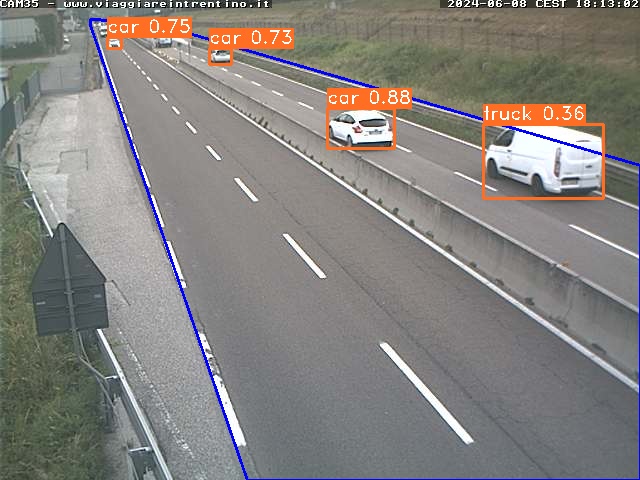 CAM35 - www.viaggiareintrentino.it
2024-06-08 CEST 18:13:02
car 0.75
car 0.73
car 0.88
truck 0.36